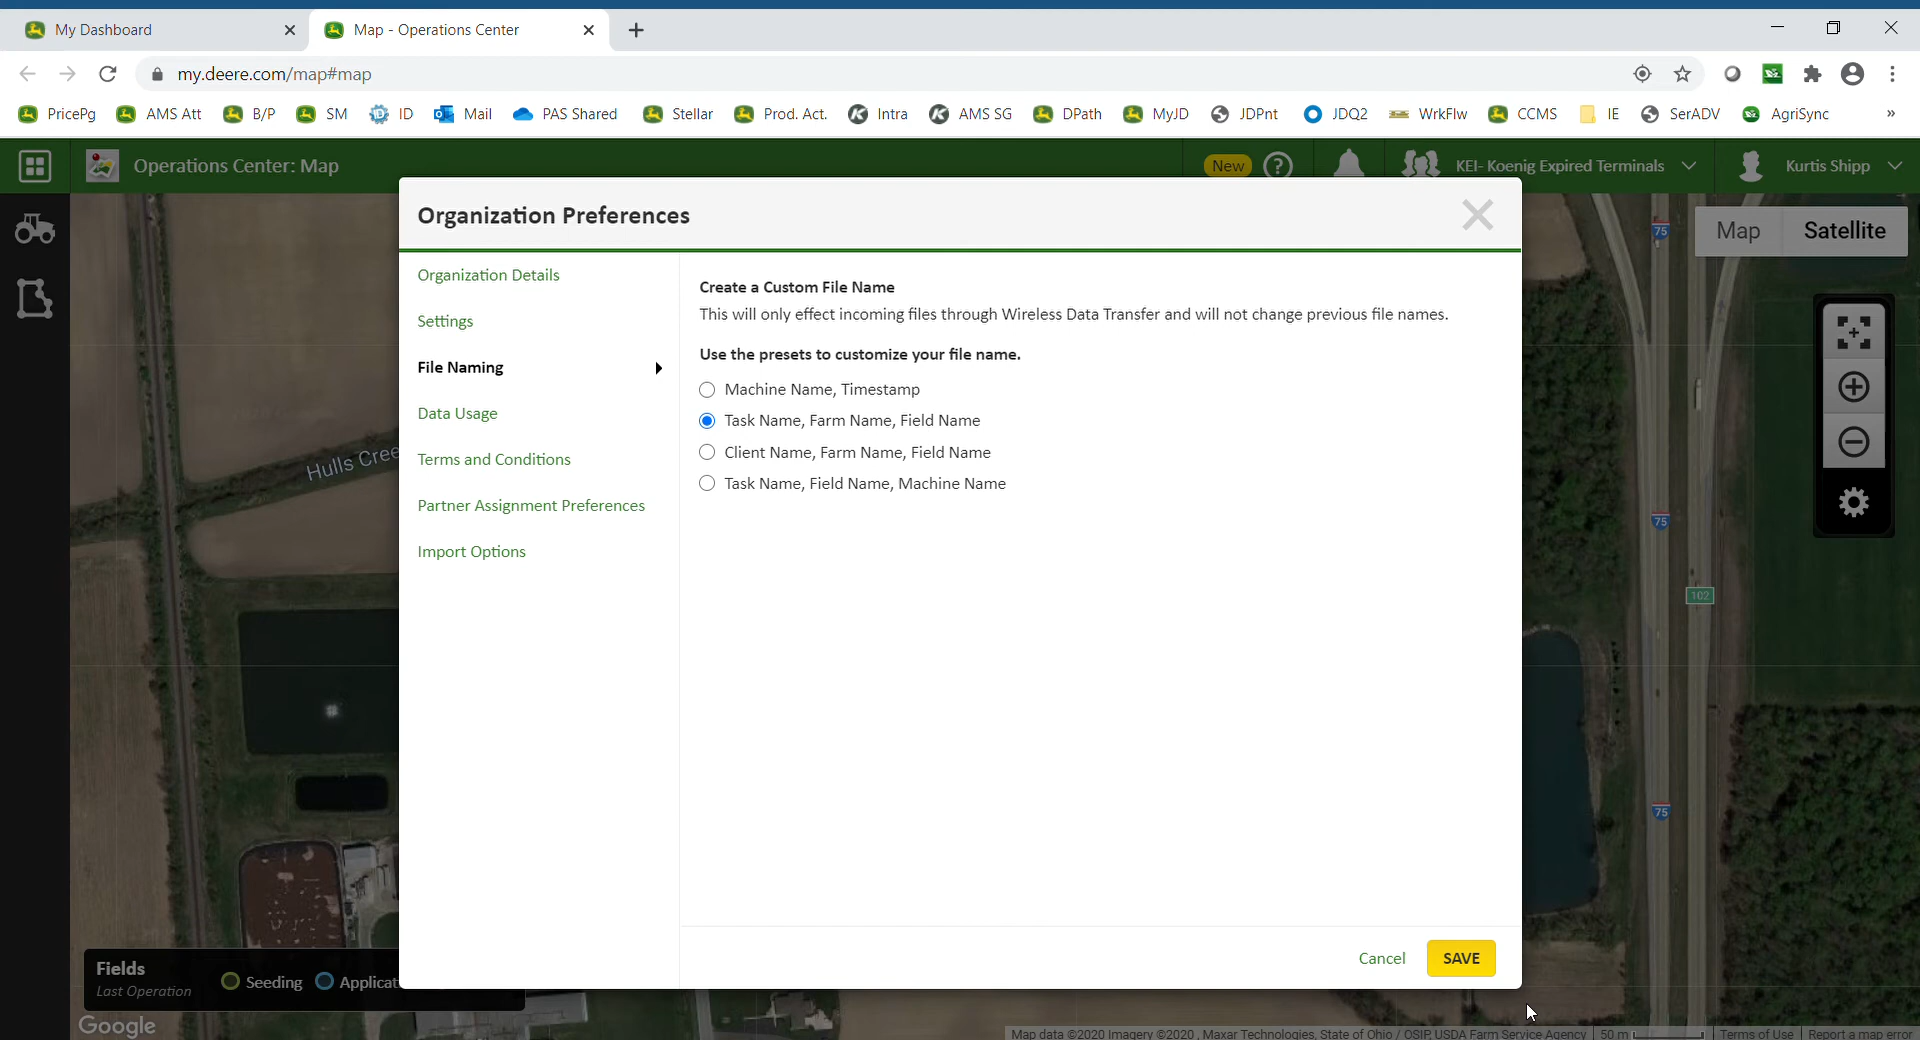 My Dashboard
Map - Operations Center
my.deere.com/map#map
PricePg AMS Att B/P SM ID Mail PAS Shared Stellar Prod. Act. Intra AMS SG DPath MyJD JDPnt JDQ2 WrkFlw CCMS IE SerADV AgriSync »
Operations Center: Map
New
KEI- Koenig Expired Terminals
Kurtis Shipp
Organization Preferences
Map Satellite
Organization Details
Settings
File Naming
Data Usage
Terms and Conditions
Partner Assignment Preferences
Import Options
Create a Custom File Name
This will only effect incoming files through Wireless Data Transfer and will not change previous file names.
Use the presets to customize your file name.
Machine Name, Timestamp
Task Name, Farm Name, Field Name
Client Name, Farm Name, Field Name
Task Name, Field Name, Machine Name
Hulls Cree
75
75
102
75
Cancel SAVE
Fields
Last Operation
Seeding Applicat
Google
Map data ©2020 Imagery ©2020 , Maxar Technologies, State of Ohio / OSIP, USDA Farm Service Agency 50 m Terms of Use Report a map error